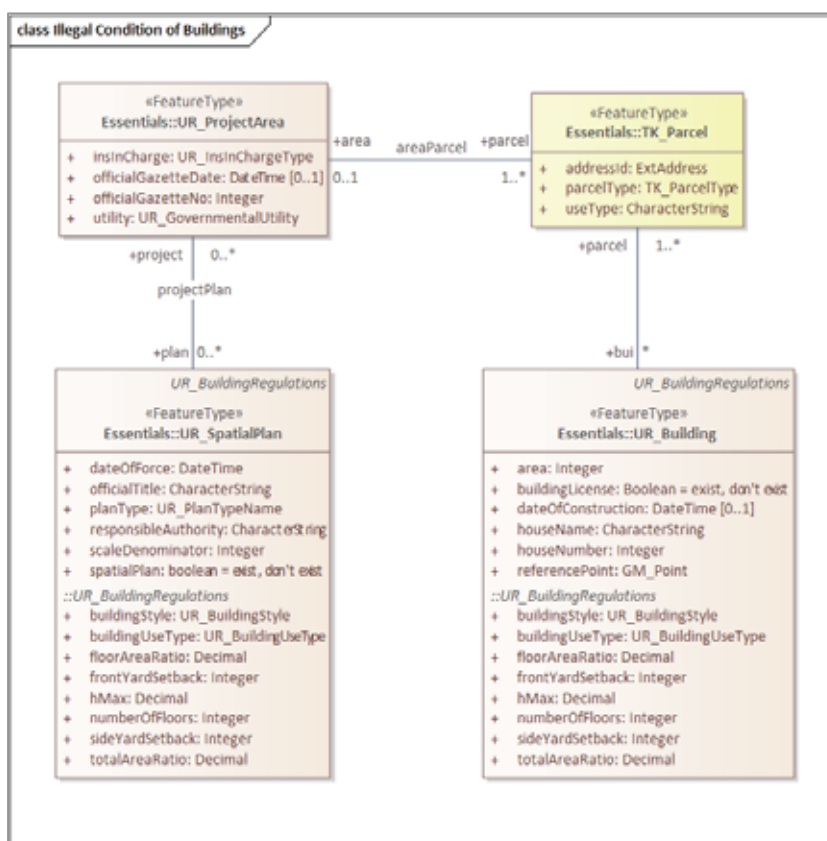 class Illegal Condition of Buildings
«FeatureType»
Essentials::UR_ProjectArea
+ insInCharge: UR_InsInChargeType
+ officialGazetteDate: DateTime [0..1]
+ officialGazetteNo: Integer
+ utility: UR_GovernmentalUtility
+area
0..1
areaParcel
+parcel
1..*
«FeatureType»
Essentials::TK_Parcel
+ addressId: ExtAddress
+ parcelType: TK_ParcelType
+ useType: CharacterString
+project 0..*
projectPlan
+plan 0..*
+parcel 1..*
+bui *
UR_BuildingRegulations
«FeatureType»
Essentials::UR_SpatialPlan
+ dateOfForce: DateTime
+ officialTitle: CharacterString
+ planType: UR_PlanTypeName
+ responsibleAuthority: CharacterString
+ scaleDenominator: Integer
+ spatialPlan: boolean = exist, don't exist
::UR_BuildingRegulations
+ buildingStyle: UR_BuildingStyle
+ buildingUseType: UR_BuildingUseType
+ floorAreaRatio: Decimal
+ frontYardSetback: Integer
+ hMax: Decimal
+ numberOfFloors: Integer
+ sideYardSetback: Integer
+ totalAreaRatio: Decimal
UR_BuildingRegulations
«FeatureType»
Essentials::UR_Building
+ area: Integer
+ buildingLicense: Boolean = exist, don't exist
+ dateOfConstruction: DateTime [0..1]
+ houseName: CharacterString
+ houseNumber: Integer
+ referencePoint: GM_Point
::UR_BuildingRegulations
+ buildingStyle: UR_BuildingStyle
+ buildingUseType: UR_BuildingUseType
+ floorAreaRatio: Decimal
+ frontYardSetback: Integer
+ hMax: Decimal
+ numberOfFloors: Integer
+ sideYardSetback: Integer
+ totalAreaRatio: Decimal